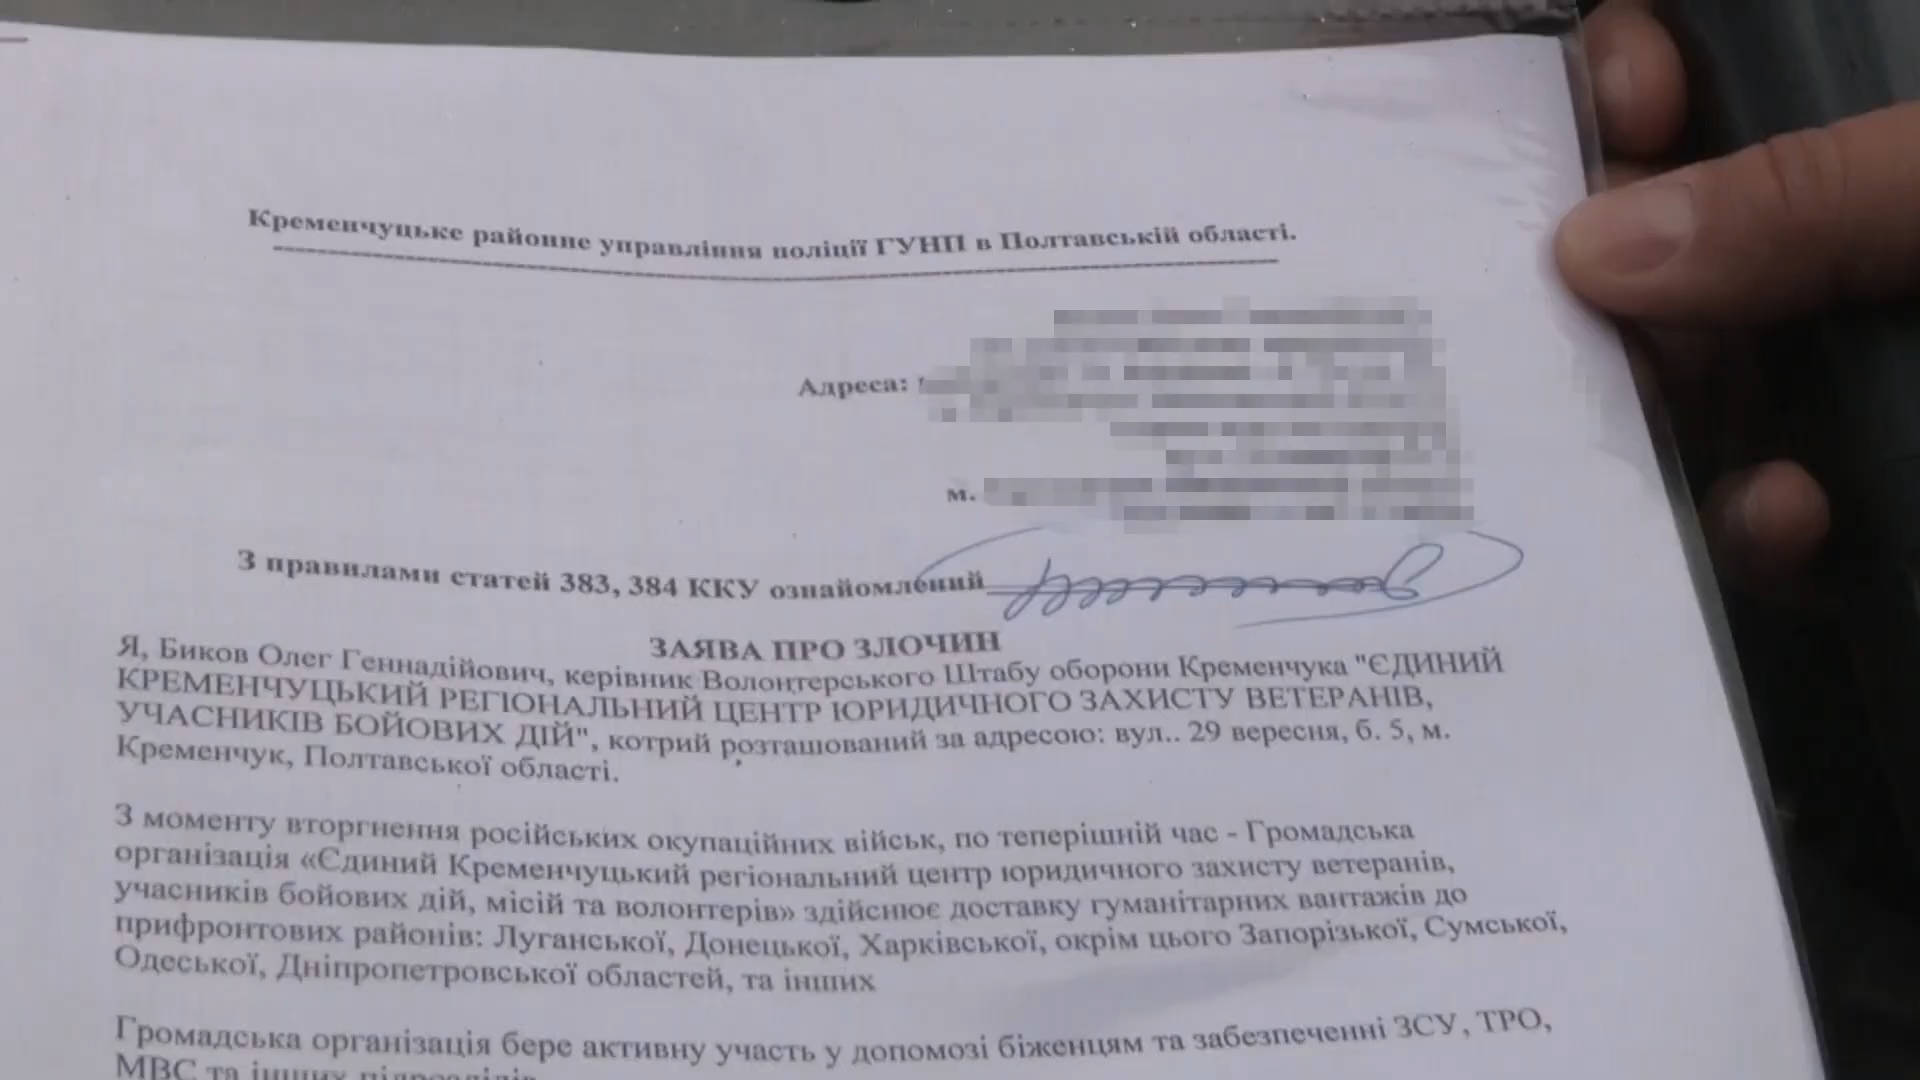 Кременчуцьке районне управління поліції ГУНП в Полтавській області.
Адреса:
м.
З правилами статей 383, 384 ККУ ознайомлений
ЗАЯВА ПРО ЗЛОЧИН
Я, Биков Олег Геннадійович, керівник Волонтерського Штабу оборони Кременчука "ЄДИНИЙ
КРЕМЕНЧУЦЬКИЙ РЕГІОНАЛЬНИЙ ЦЕНТР ЮРИДИЧНОГО ЗАХИСТУ ВЕТЕРАНІВ,
УЧАСНИКІВ БОЙОВИХ ДІЙ", котрий розташований за адресою: вул.. 29 вересня, б. 5, м.
Кременчук, Полтавської області.
З моменту вторгнення російських окупаційних військ, по теперішній час - Громадська
організація «Єдиний Кременчуцький регіональний центр юридичного захисту ветеранів,
учасників бойових дій, місій та волонтерів» здійснює доставку гуманітарних вантажів до
прифронтових районів: Луганської, Донецької, Харківської, окрім цього Запорізької, Сумської,
Одеської, Дніпропетровської областей, та інших
Громадська організація бере активну участь у допомозі біженцям та забезпеченні ЗСУ, ТРО,
МВС та інших підрозділів